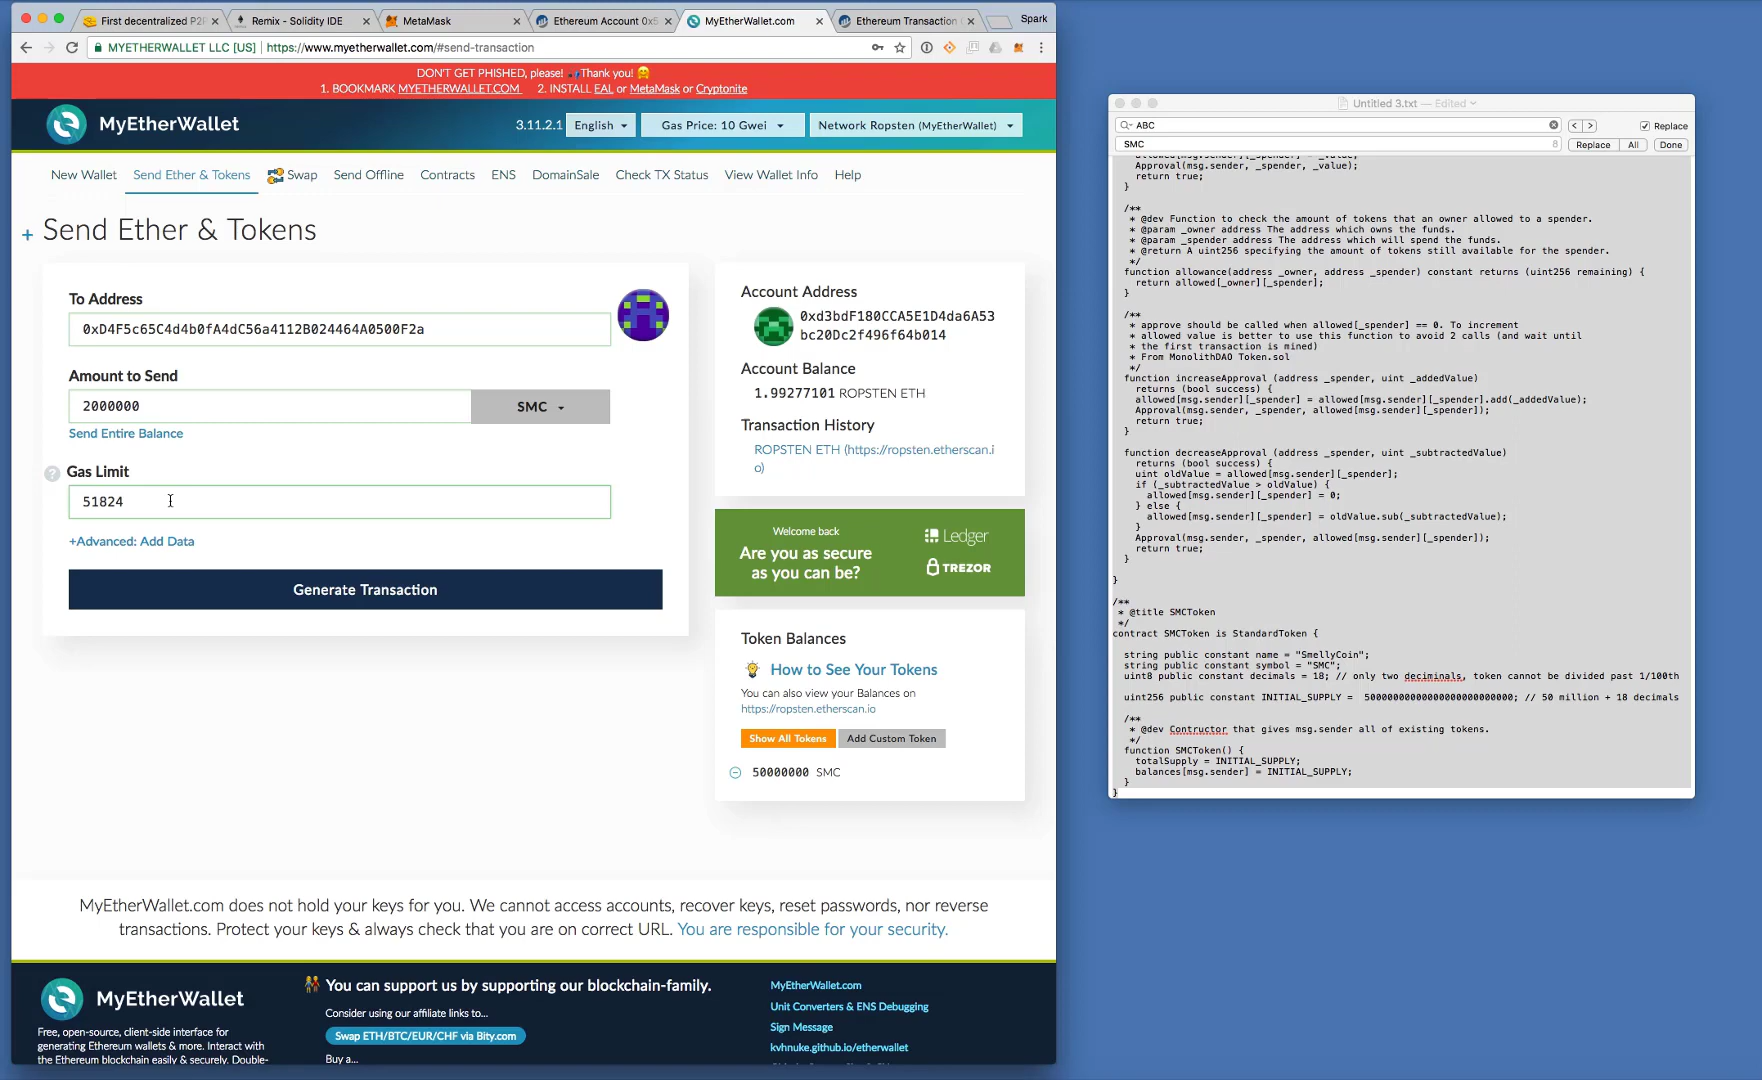 First decentralized P2P
Remix - Solidity IDE
MetaMask
Ethereum Account 0x5
MyEtherWallet.com
Ethereum Transaction
Spark
MYETHERWALLET LLC [US]
https://www.myetherwallet.com/#send-transaction
DON'T GET PHISHED, please! Thank you!
1. BOOKMARK MYETHERWALLET.COM 2. INSTALL EAL or MetaMask or Cryptonite
MyEtherWallet
3.11.2.1
English
Gas Price: 10 Gwei
Network Ropsten (MyEtherWallet)
New Wallet
Send Ether & Tokens
Swap
Send Offline
Contracts
ENS
DomainSale
Check TX Status
View Wallet Info
Help
+ Send Ether & Tokens
To Address
0xD4F5c65C4d4b0fA4dC56a4112B024464A0500F2a
Amount to Send
2000000
SMC
Send Entire Balance
? Gas Limit
51824
+Advanced: Add Data
Generate Transaction
Account Address
0xd3bdF180CCA5E1D4da6A53
bc20Dc2f496f64b014
Account Balance
1.99277101 ROPSTEN ETH
Transaction History
ROPSTEN ETH (https://ropsten.etherscan.i
o)
Welcome back
Are you as secure
as you can be?
Ledger
TREZOR
Token Balances
How to See Your Tokens
You can also view your Balances on
https://ropsten.etherscan.io
Show All Tokens
Add Custom Token
50000000 SMC
MyEtherWallet.com does not hold your keys for you. We cannot access accounts, recover keys, reset passwords, nor reverse
transactions. Protect your keys & always check that you are on correct URL. You are responsible for your security.
MyEtherWallet
Free, open-source, client-side interface for
generating Ethereum wallets & more. Interact with
the Ethereum blockchain easily & securely. Double-
You can support us by supporting our blockchain-family.
Consider using our affiliate links to...
Swap ETH/BTC/EUR/CHF via Bity.com
Buy a...
MyEtherWallet.com
Unit Converters & ENS Debugging
Sign Message
kvhnuke.github.io/etherwallet
Untitled 3.txt — Edited
ABC
Replace
SMC
8
Replace
All
Done
allowed[msg.sender][_spender] = _value;
Approval(msg.sender, _spender, _value);
return true;
}
/**
* @dev Function to check the amount of tokens that an owner allowed to a spender.
* @param _owner address The address which owns the funds.
* @param _spender address The address which will spend the funds.
* @return A uint256 specifying the amount of tokens still available for the spender.
*/
function allowance(address _owner, address _spender) constant returns (uint256 remaining) {
return allowed[_owner][_spender];
}
/**
* approve should be called when allowed[_spender] == 0. To increment
* allowed value is better to use this function to avoid 2 calls (and wait until
* the first transaction is mined)
* From MonolithDAO Token.sol
*/
function increaseApproval (address _spender, uint _addedValue)
returns (bool success) {
allowed[msg.sender][_spender] = allowed[msg.sender][_spender].add(_addedValue);
Approval(msg.sender, _spender, allowed[msg.sender][_spender]);
return true;
}
function decreaseApproval (address _spender, uint _subtractedValue)
returns (bool success) {
uint oldValue = allowed[msg.sender][_spender];
if (_subtractedValue > oldValue) {
allowed[msg.sender][_spender] = 0;
} else {
allowed[msg.sender][_spender] = oldValue.sub(_subtractedValue);
}
Approval(msg.sender, _spender, allowed[msg.sender][_spender]);
return true;
}
}
/**
* @title SMCToken
*/
contract SMCToken is StandardToken {
string public constant name = "SmellyCoin";
string public constant symbol = "SMC";
uint8 public constant decimals = 18; // only two deciminals, token cannot be divided past 1/100th
uint256 public constant INITIAL_SUPPLY = 50000000000000000000000000; // 50 million + 18 decimals
/**
* @dev Contructor that gives msg.sender all of existing tokens.
*/
function SMCToken() {
totalSupply = INITIAL_SUPPLY;
balances[msg.sender] = INITIAL_SUPPLY;
}
}